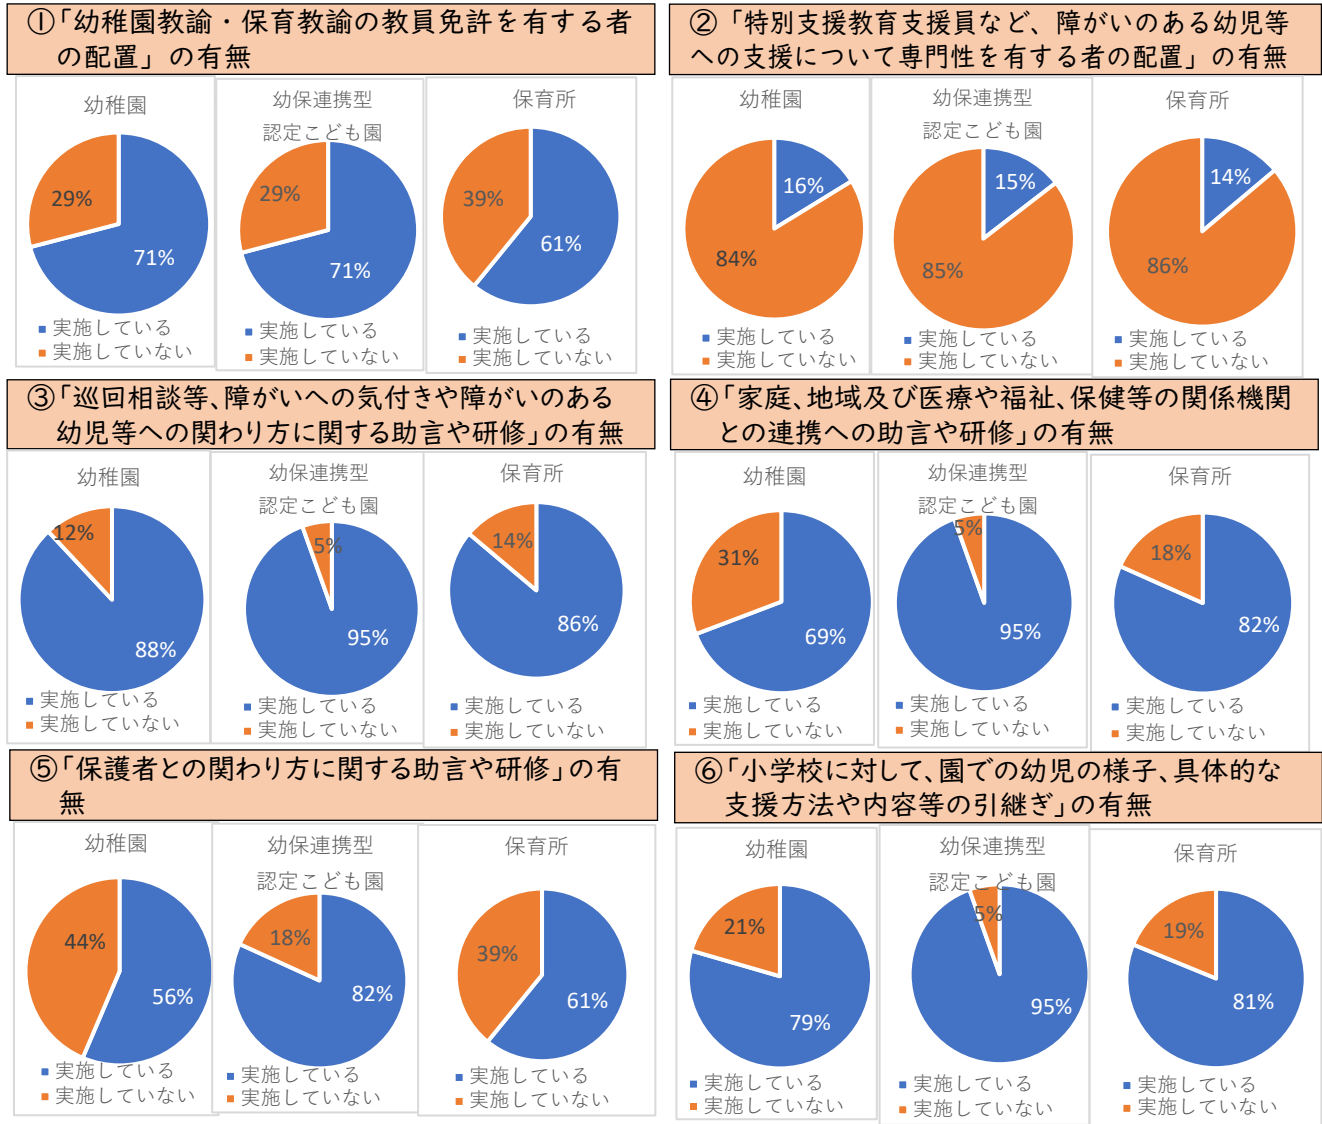 ①「幼稚園教諭・保育教諭の教員免許を有する者
の配置」の有無
幼稚園
29%
71%
■ 実施している
■ 実施していない
幼保連携型
認定こども園
29%
71%
■ 実施している
■ 実施していない
保育所
39%
61%
■ 実施している
■ 実施していない
②「特別支援教育支援員など、障がいのある幼児等
への支援について専門性を有する者の配置」の有無
幼稚園
16%
84%
■ 実施している
■ 実施していない
幼保連携型
認定こども園
15%
85%
■ 実施している
■ 実施していない
保育所
14%
86%
■ 実施している
■ 実施していない
③「巡回相談等、障がいへの気付きや障がいのある
幼児等への関わり方に関する助言や研修」の有無
幼稚園
12%
88%
■ 実施している
■ 実施していない
幼保連携型
認定こども園
5%
95%
■ 実施している
■ 実施していない
保育所
14%
86%
■ 実施している
■ 実施していない
④「家庭、地域及び医療や福祉、保健等の関係機関
との連携への助言や研修」の有無
幼稚園
31%
69%
■ 実施している
■ 実施していない
幼保連携型
認定こども園
5%
95%
■ 実施している
■ 実施していない
保育所
18%
82%
■ 実施している
■ 実施していない
⑤「保護者との関わり方に関する助言や研修」の有
無
幼稚園
44%
56%
■ 実施している
■ 実施していない
幼保連携型
認定こども園
18%
82%
■ 実施している
■ 実施していない
保育所
39%
61%
■ 実施している
■ 実施していない
⑥「小学校に対して、園での幼児の様子、具体的な
支援方法や内容等の引継ぎ」の有無
幼稚園
21%
79%
■ 実施している
■ 実施していない
幼保連携型
認定こども園
5%
95%
■ 実施している
■ 実施していない
保育所
19%
81%
■ 実施している
■ 実施していない